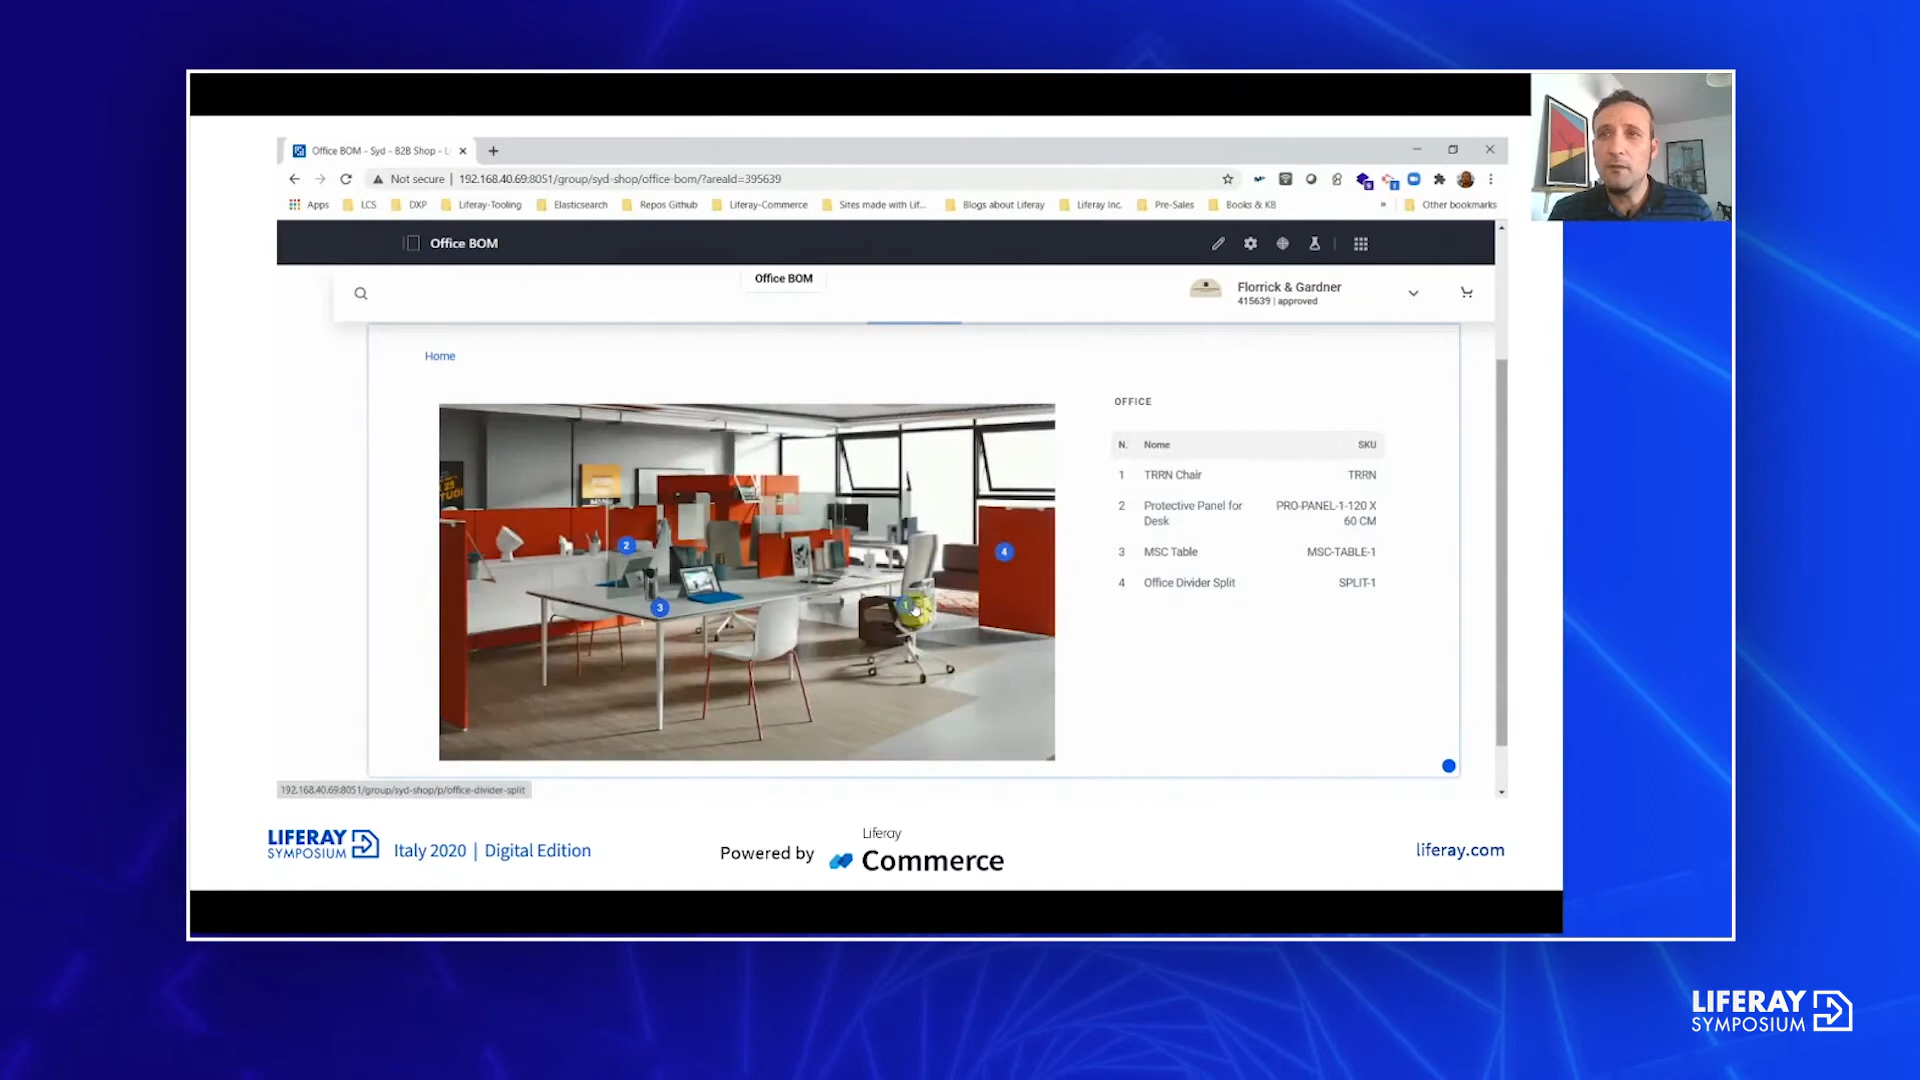 Office BOM - Syd - B2B Shop - Li
Not secure | 192.168.40.69:8051/group/syd-shop/office-bom/?areaId=395639
Apps LCS DXP Liferay-Tooling Elasticsearch Repos Github Liferay-Commerce Sites made with Lif... Blogs about Liferay Liferay Inc. Pre-Sales Books & KB » Other bookmarks
Office BOM
Office BOM
Florrick & Gardner
415639 | approved
Home
OFFICE
N. Nome SKU
1 TRRN Chair TRRN
2 Protective Panel for Desk PRO-PANEL-1-120 X 60 CM
3 MSC Table MSC-TABLE-1
4 Office Divider Split SPLIT-1
2
4
3
1
192.168.40.69:8051/group/syd-shop/p/office-divider-split
LIFERAY
SYMPOSIUM
Italy 2020 | Digital Edition
Powered by
Liferay
Commerce
liferay.com
LIFERAY
SYMPOSIUM